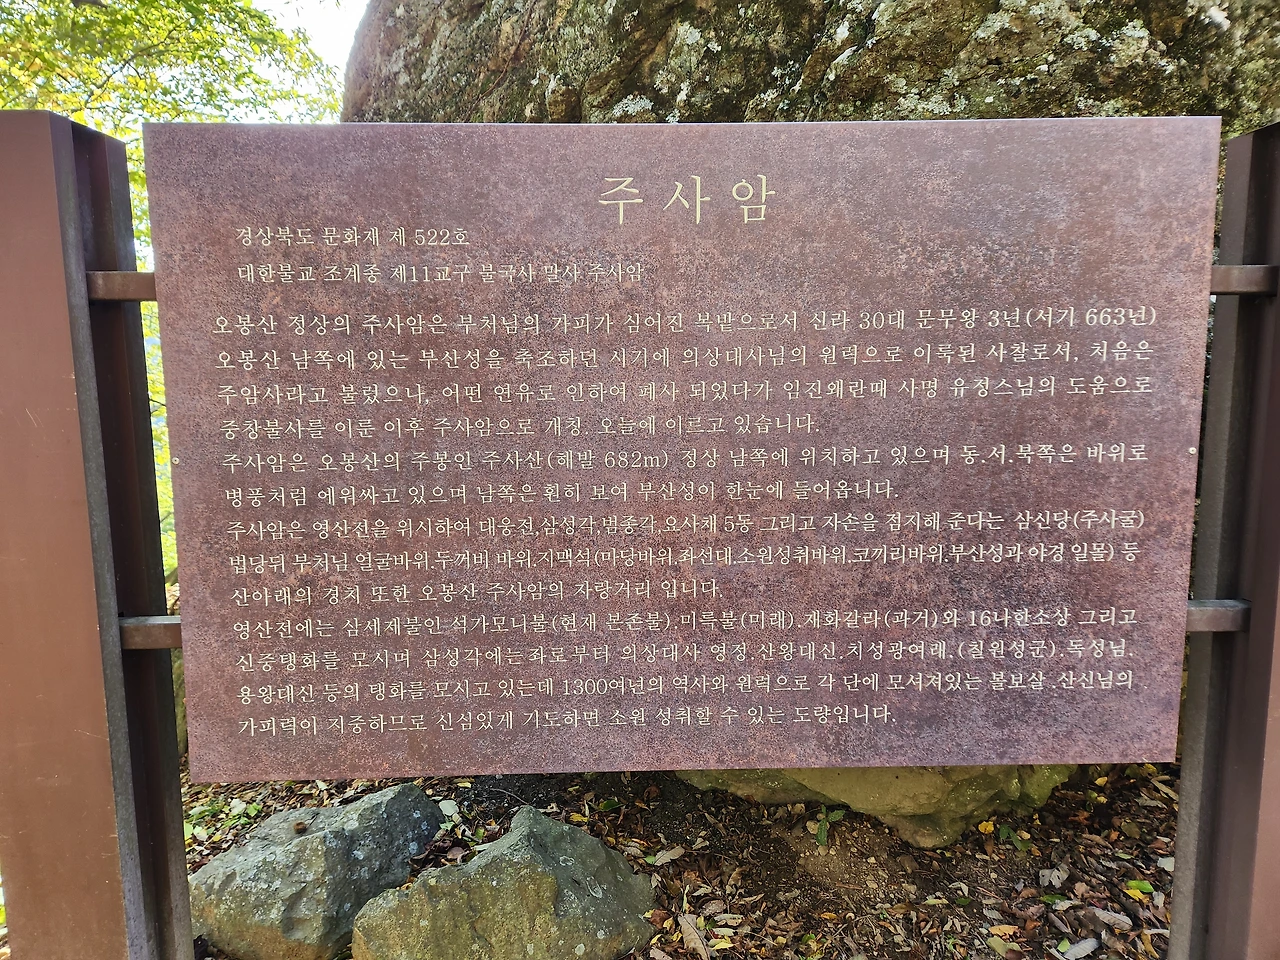 주사암
경상북도 문화재 제 522호
대한불교 조계종 제11교구 불국사 말사 주사암
오봉산 정상의 주사암은 부처님의 가피가 심어진 복밭으로서 신라 30대 문무왕 3년(서기 663년)
오봉산 남쪽에 있는 부산성을 축조하던 시기에 의상대사님의 원력으로 이룩된 사찰로서, 처음은
주암사라고 불렀으나, 어떤 연유로 인하여 폐사 되었다가 임진왜란때 사명 유정스님의 도움으로
중창불사를 이룬 이후 주사암으로 개칭. 오늘에 이르고 있습니다.
주사암은 오봉산의 주봉인 주사산(해발 682m) 정상 남쪽에 위치하고 있으며 동.서.북쪽은 바위로
병풍처럼 에워싸고 있으며 남쪽은 훤히 보여 부산성이 한눈에 들어옵니다.
주사암은 영산전을 위시하여 대웅전,삼성각,범종각,요사채 5동 그리고 자손을 점지해 준다는 삼신당(주사굴)
법당뒤 부처님 얼굴바위.두꺼비 바위.지맥석(마당바위.좌선대.소원성취바위.코끼리바위.부산성과 야경 일몰) 등
산아래의 경치 또한 오봉산 주사암의 자랑거리 입니다.
영산전에는 삼세제불인 석가모니불(현재 본존불).미륵불(미래).재화갈라(과거)와 16나한소상 그리고
신중탱화를 모시며 삼성각에는 좌로부터 의상대사 영정.산왕대신.치성광여래.(칠원성군).독성님.
용왕대신 등의 탱화를 모시고 있는데 1300여년의 역사와 원력으로 각 단에 모셔져있는 불보살 .산신님의
가피력이 지중하므로 신심있게 기도하면 소원 성취할 수 있는 도량입니다.